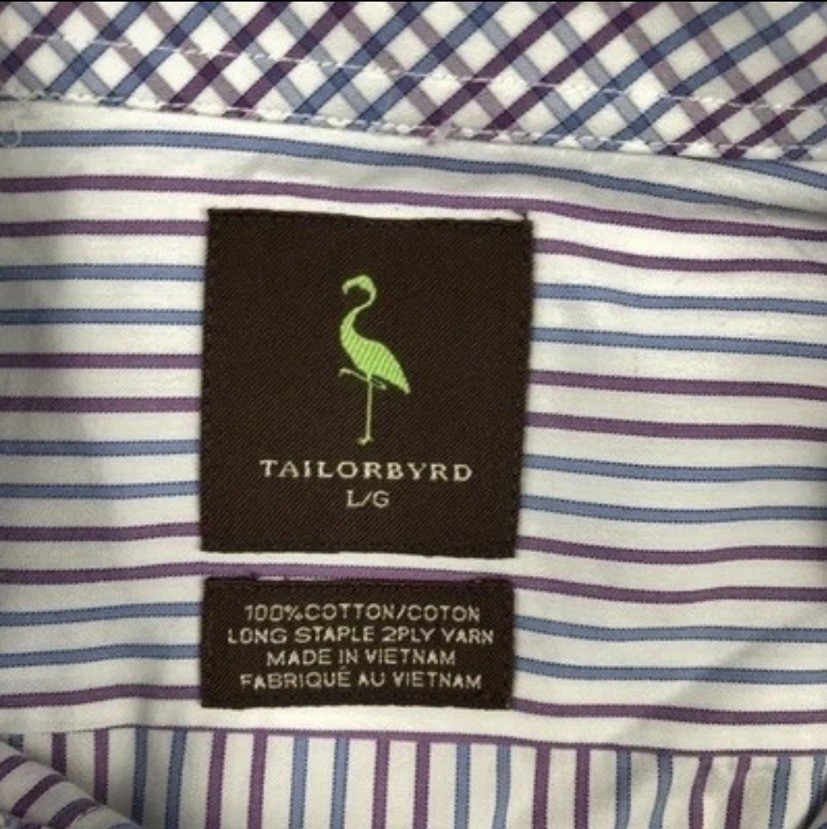 TAILORBYRD
L/G
100%COTTON/COTON
LONG STAPLE 2PLY YARN
MADE IN VIETNAM
FABRIQUÉ AU VIETNAM